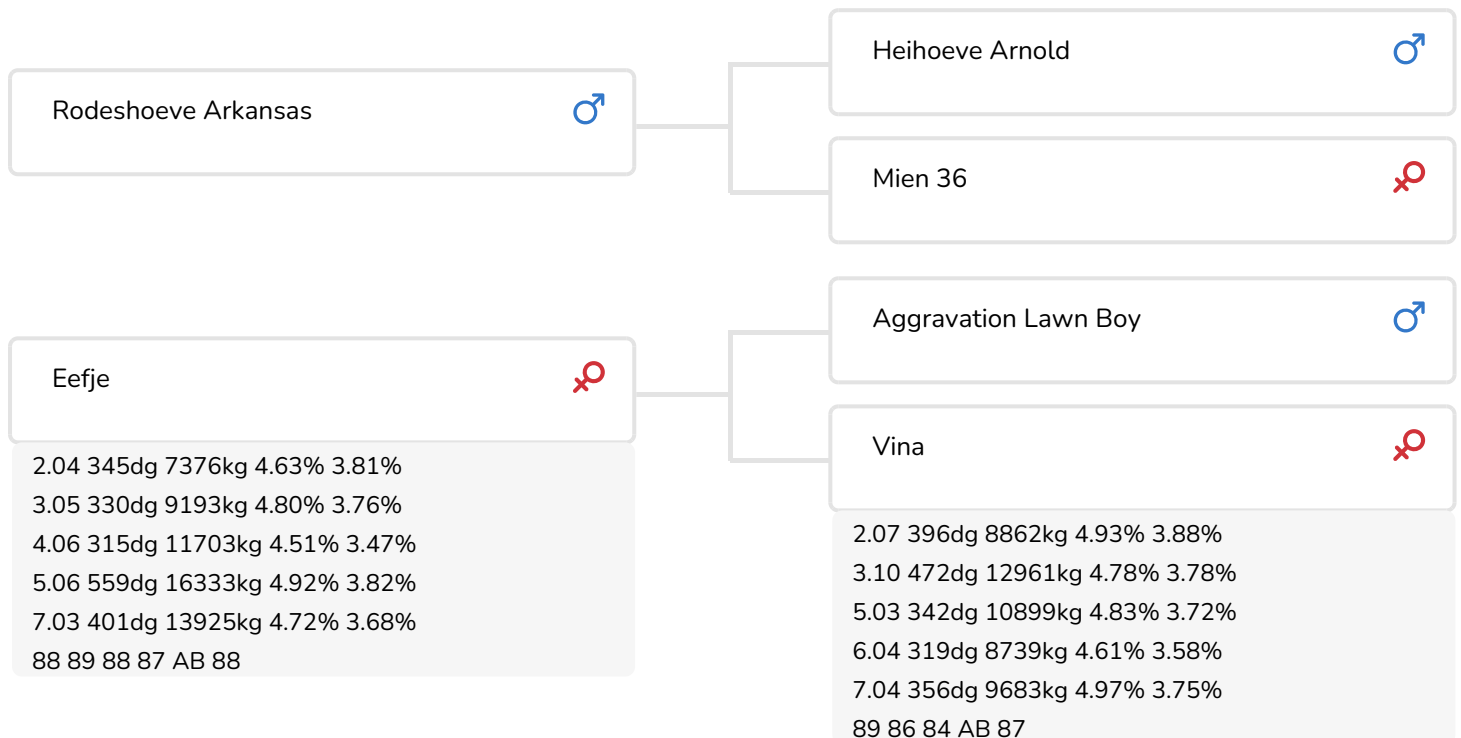 Rodeshoeve Arkansas
Heihoeve Arnold
Mien 36
Eefje
2.04 345dg 7376kg 4.63% 3.81%
3.05 330dg 9193kg 4.80% 3.76%
4.06 315dg 11703kg 4.51% 3.47%
5.06 559dg 16333kg 4.92% 3.82%
7.03 401dg 13925kg 4.72% 3.68%
88 89 88 87 AB 88
Aggravation Lawn Boy
Vina
2.07 396dg 8862kg 4.93% 3.88%
3.10 472dg 12961kg 4.78% 3.78%
5.03 342dg 10899kg 4.83% 3.72%
6.04 319dg 8739kg 4.61% 3.58%
7.04 356dg 9683kg 4.97% 3.75%
89 86 84 AB 87